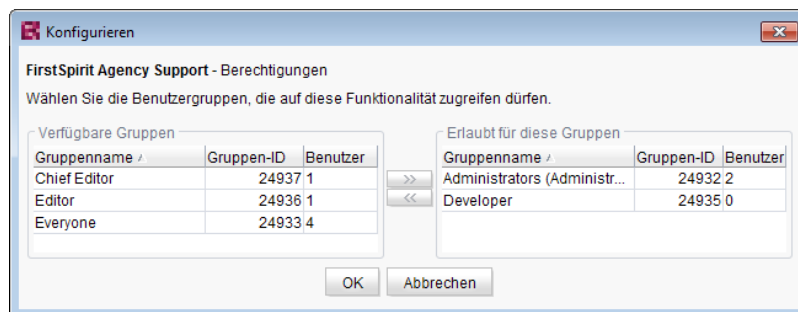 Konfigurieren
FirstSpirit Agency Support - Berechtigungen
Wählen Sie die Benutzergruppen, die auf diese Funktionalität zugreifen dürfen.
Verfügbare Gruppen
Gruppenname Gruppen-ID Benutzer
Chief Editor 24937 1
Editor 24936 1
Everyone 24933 4
>>
<<
Erlaubt für diese Gruppen
Gruppenname Gruppen-ID Benutzer
Administrators (Administr... 24932 2
Developer 24935 0
OK Abbrechen